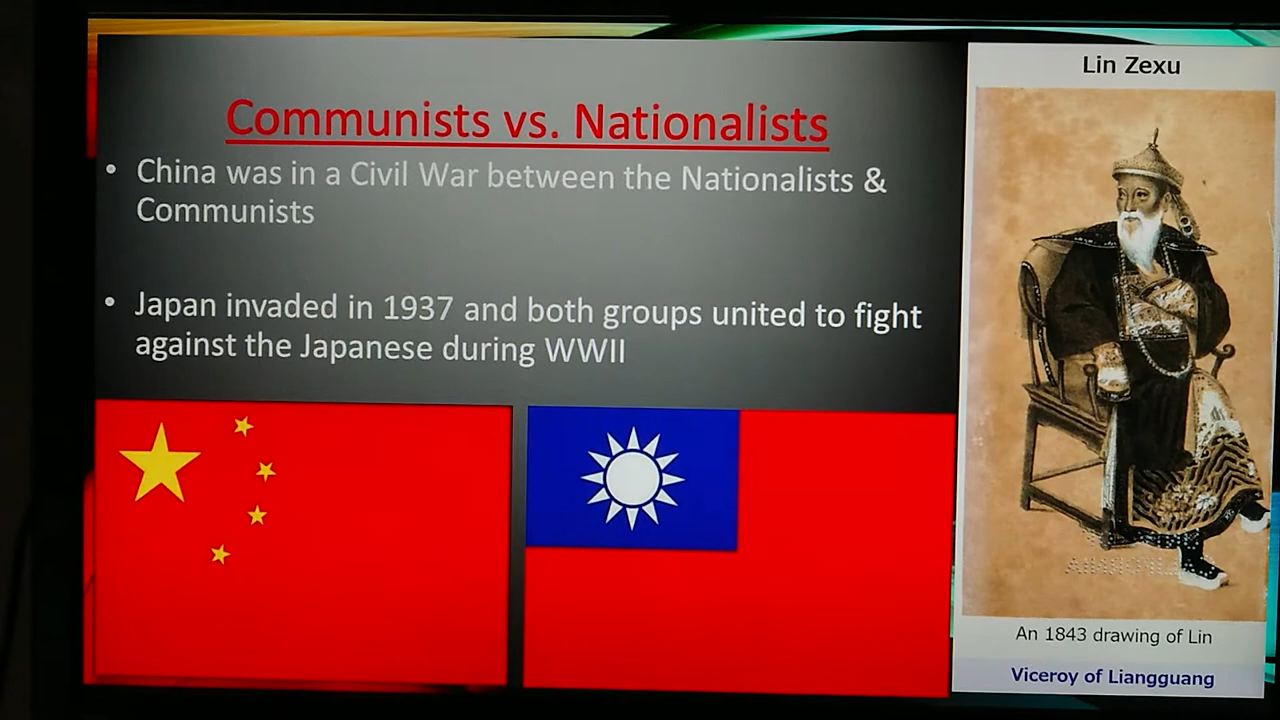 Communists vs. Nationalists
• China was in a Civil War between the Nationalists &
Communists
• Japan invaded in 1937 and both groups united to fight
against the Japanese during WWII
Lin Zexu
An 1843 drawing of Lin
Viceroy of Liangguang